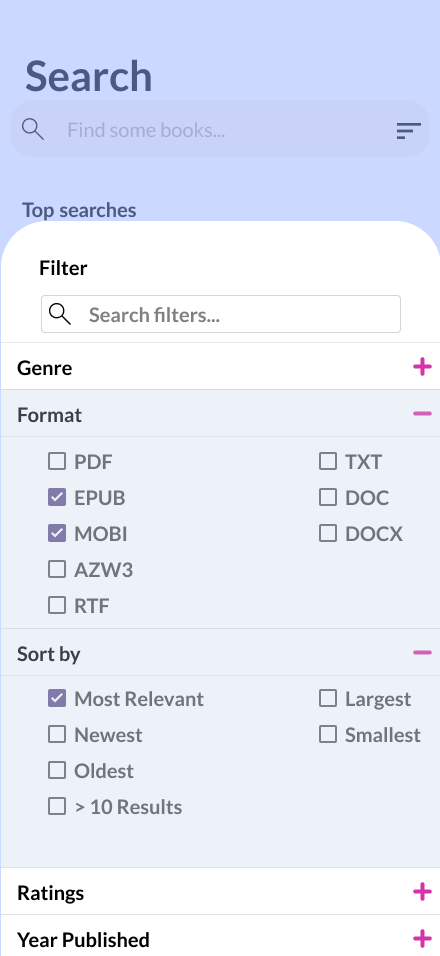 Search
Find some books...
Top searches
Filter
Search filters...
Genre
Format
PDF
TXT
EPUB
DOC
MOBI
DOCX
AZW3
RTF
Sort by
Most Relevant
Largest
Newest
Smallest
Oldest
> 10 Results
Ratings
Year Published